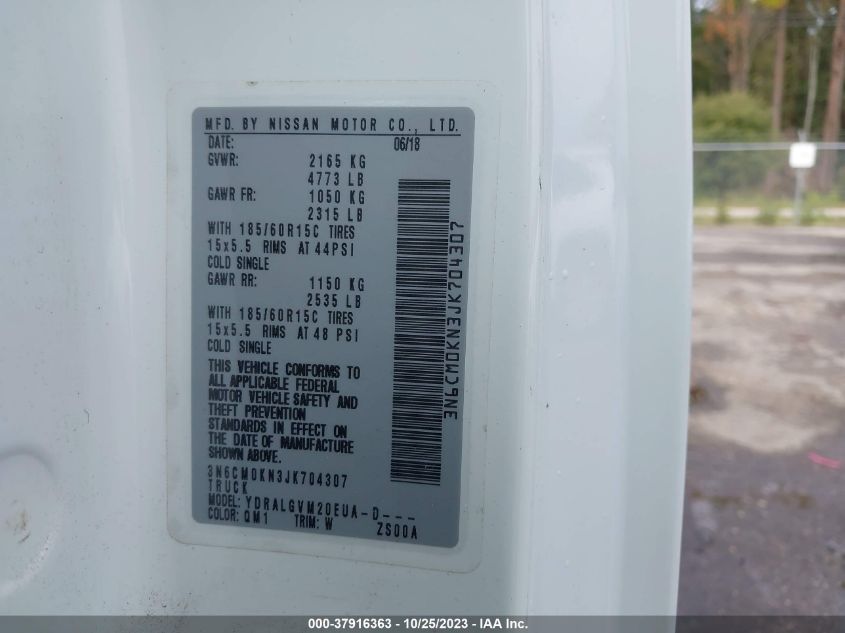 MFD. BY NISSAN MOTOR CO., LTD.
DATE: 06/18
GVWR: 2165 KG
4773 LB
GAWR FR: 1050 KG
2315 LB
WITH 185/60R15C TIRES
15x5.5 RIMS AT 44PSI
COLD SINGLE
GAWR RR: 1150 KG
2535 LB
WITH 185/60R15C TIRES
15x5.5 RIMS AT 48 PSI
COLD SINGLE
THIS VEHICLE CONFORMS TO
ALL APPLICABLE FEDERAL
MOTOR VEHICLE SAFETY AND
THEFT PREVENTION
STANDARDS IN EFFECT ON
THE DATE OF MANUFACTURE
SHOWN ABOVE.
3N6CM0KN3JK704307
TRUCK
MODEL: YDRALGVM20EUA-D---
COLOR: QM1 TRIM: W ZS00A
3N6CM0KN3JK704307
000-37916363 - 10/25/2023 - IAA Inc.